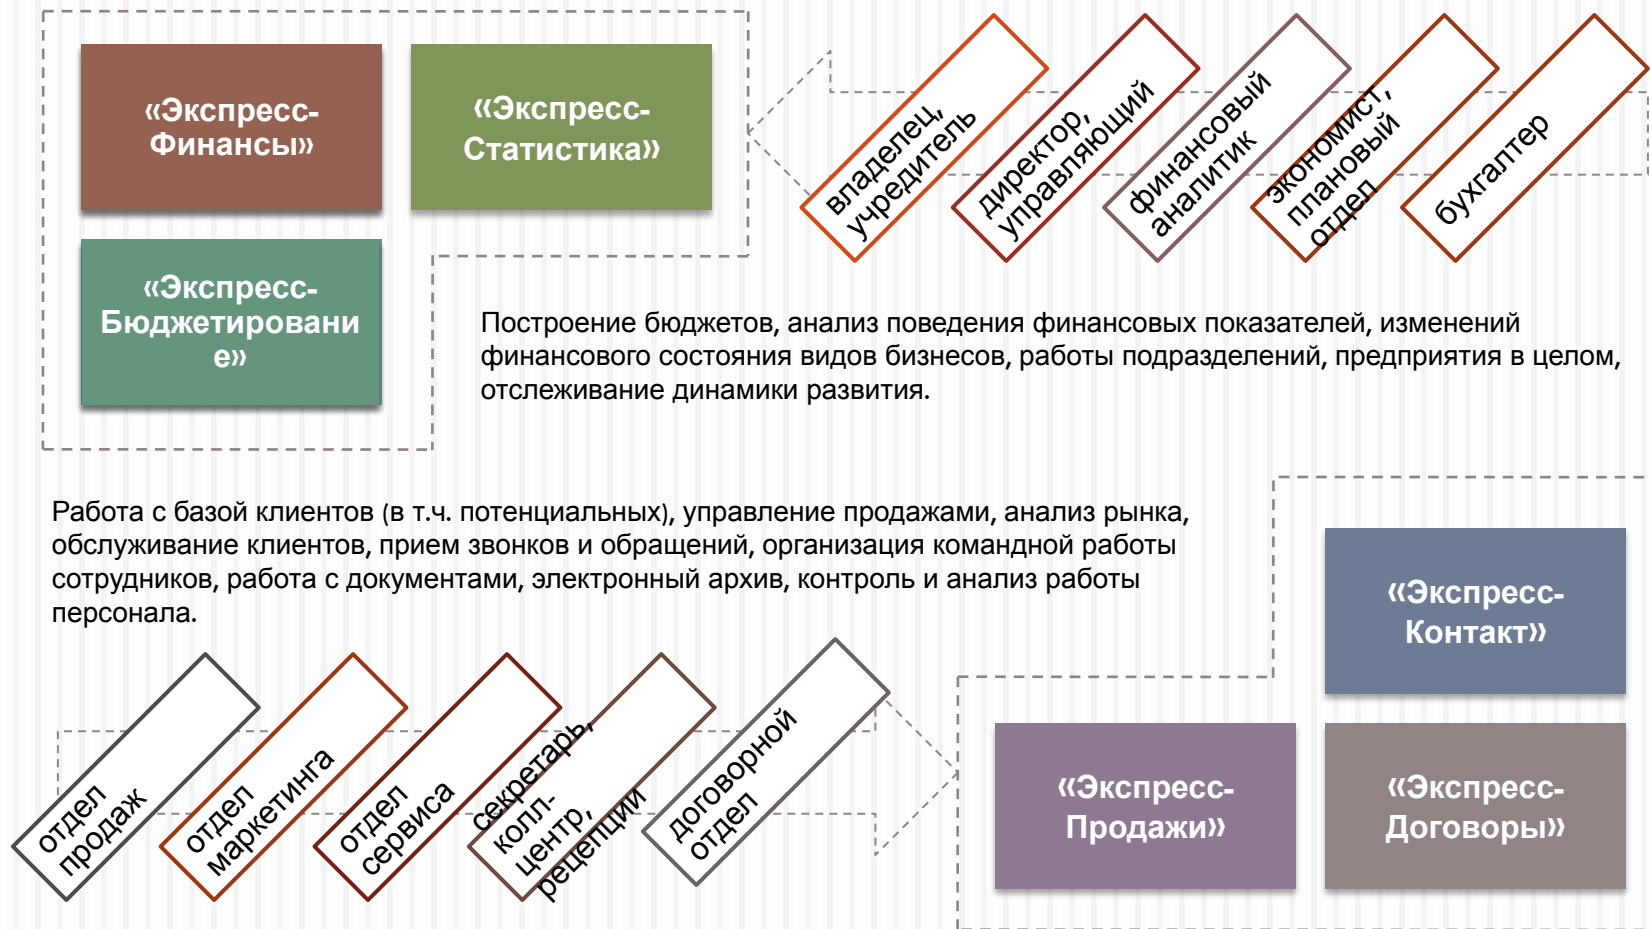 «Экспресс-
Финансы»
«Экспресс-
Статистика»
«Экспресс-
Бюджетировани
е»
владелец,
учредитель
директор,
управляющий
финансовый
аналитик
экономист,
плановый
отдел
бухгалтер
Построение бюджетов, анализ поведения финансовых показателей, изменений
финансового состояния видов бизнесов, работы подразделений, предприятия в целом,
отслеживание динамики развития.
Работа с базой клиентов (в т.ч. потенциальных), управление продажами, анализ рынка,
обслуживание клиентов, прием звонков и обращений, организация командной работы
сотрудников, работа с документами, электронный архив, контроль и анализ работы
персонала.
отдел
продаж
отдел
маркетинга
отдел
сервиса
секретарь,
колл-
центр,
рецепции
договорной
отдел
«Экспресс-
Контакт»
«Экспресс-
Продажи»
«Экспресс-
Договоры»